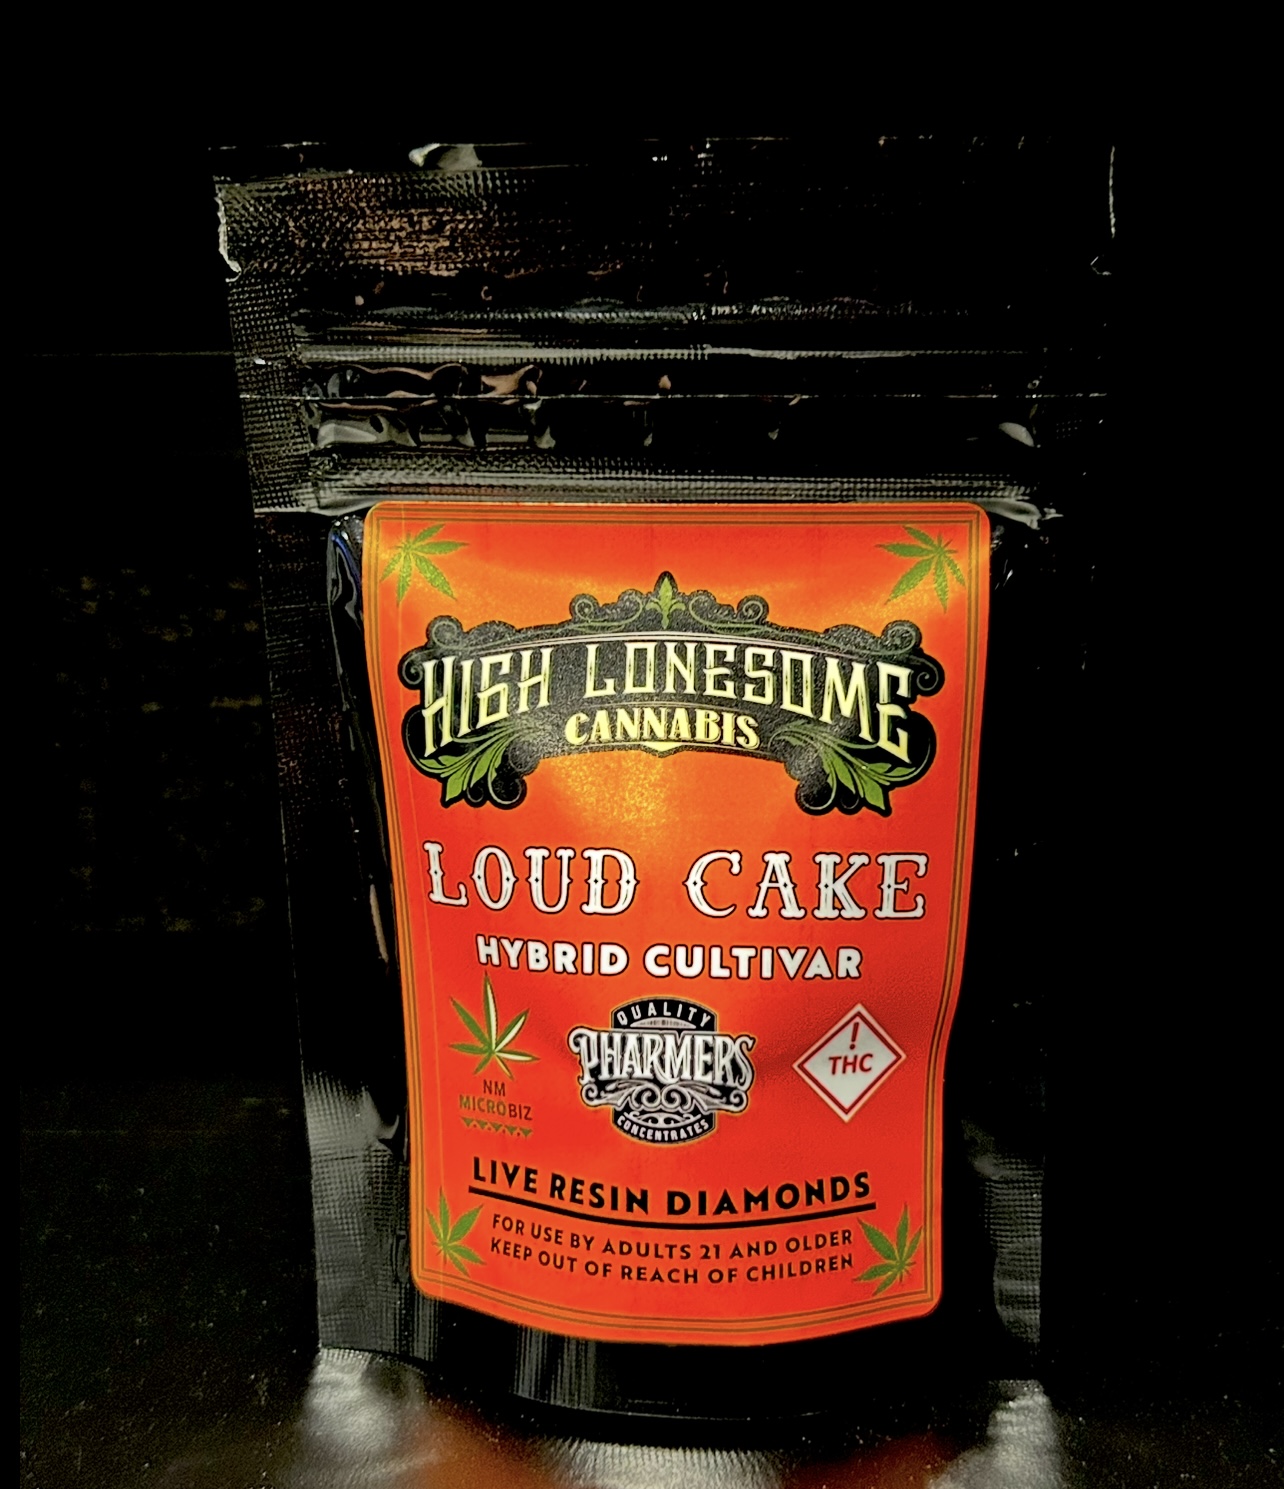 HIGH LONESOME
CANNABIS
LOUD CAKE
HYBRID CULTIVAR
NM
MICROBIZ
QUALITY
PHARMERS
CONCENTRATES
!
THC
LIVE RESIN DIAMONDS
FOR USE BY ADULTS 21 AND OLDER
KEEP OUT OF REACH OF CHILDREN